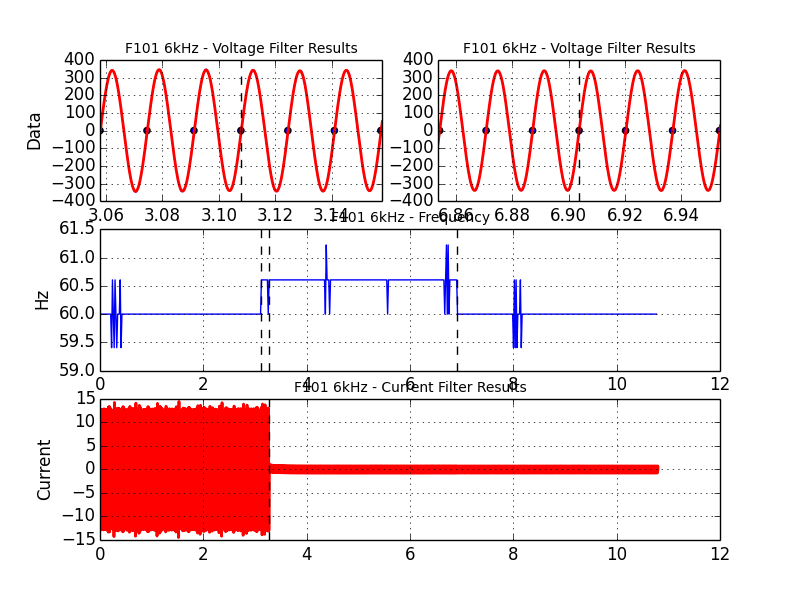 F101 6kHz - Voltage Filter Results
F101 6kHz - Voltage Filter Results
400
300
200
100
0
−100
−200
−300
−400
Data
3.06 3.08 3.10 3.12 3.14
400
300
200
100
0
−100
−200
−300
−400
6.86 6.88 6.90 6.92 6.94
F101 6kHz - Frequency
61.5
61.0
60.5
60.0
59.5
59.0
Hz
0 2 4 6 8 10 12
F101 6kHz - Current Filter Results
15
10
5
0
−5
−10
−15
Current
0 2 4 6 8 10 12